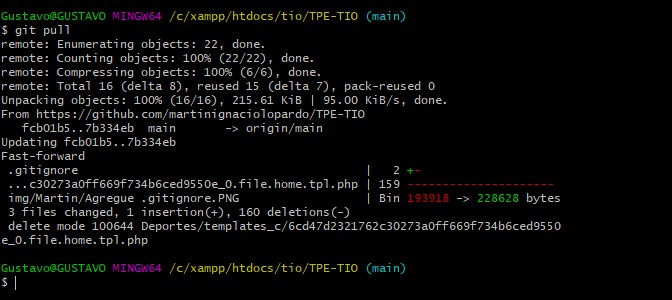 Gustavo@GUSTAVO MINGW64 /c/xampp/htdocs/tio/TPE-TIO (main)
$ git pull
remote: Enumerating objects: 22, done.
remote: Counting objects: 100% (22/22), done.
remote: Compressing objects: 100% (6/6), done.
remote: Total 16 (delta 8), reused 15 (delta 7), pack-reused 0
Unpacking objects: 100% (16/16), 215.61 KiB | 95.00 KiB/s, done.
From https://github.com/martinignaciolopardo/TPE-TIO
   fcb01b5..7b334eb  main       -> origin/main
Updating fcb01b5..7b334eb
Fast-forward
 .gitignore                                         |   2 +-
 ...c30273a0ff669f734b6ced9550e_0.file.home.tpl.php | 159 ---------------------
 img/Martin/Agregue .gitignore.PNG                  | Bin 193918 -> 228628 bytes
 3 files changed, 1 insertion(+), 160 deletions(-)
 delete mode 100644 Deportes/templates_c/6cd47d2321762c30273a0ff669f734b6ced9550
e_0.file.home.tpl.php
Gustavo@GUSTAVO MINGW64 /c/xampp/htdocs/tio/TPE-TIO (main)
$